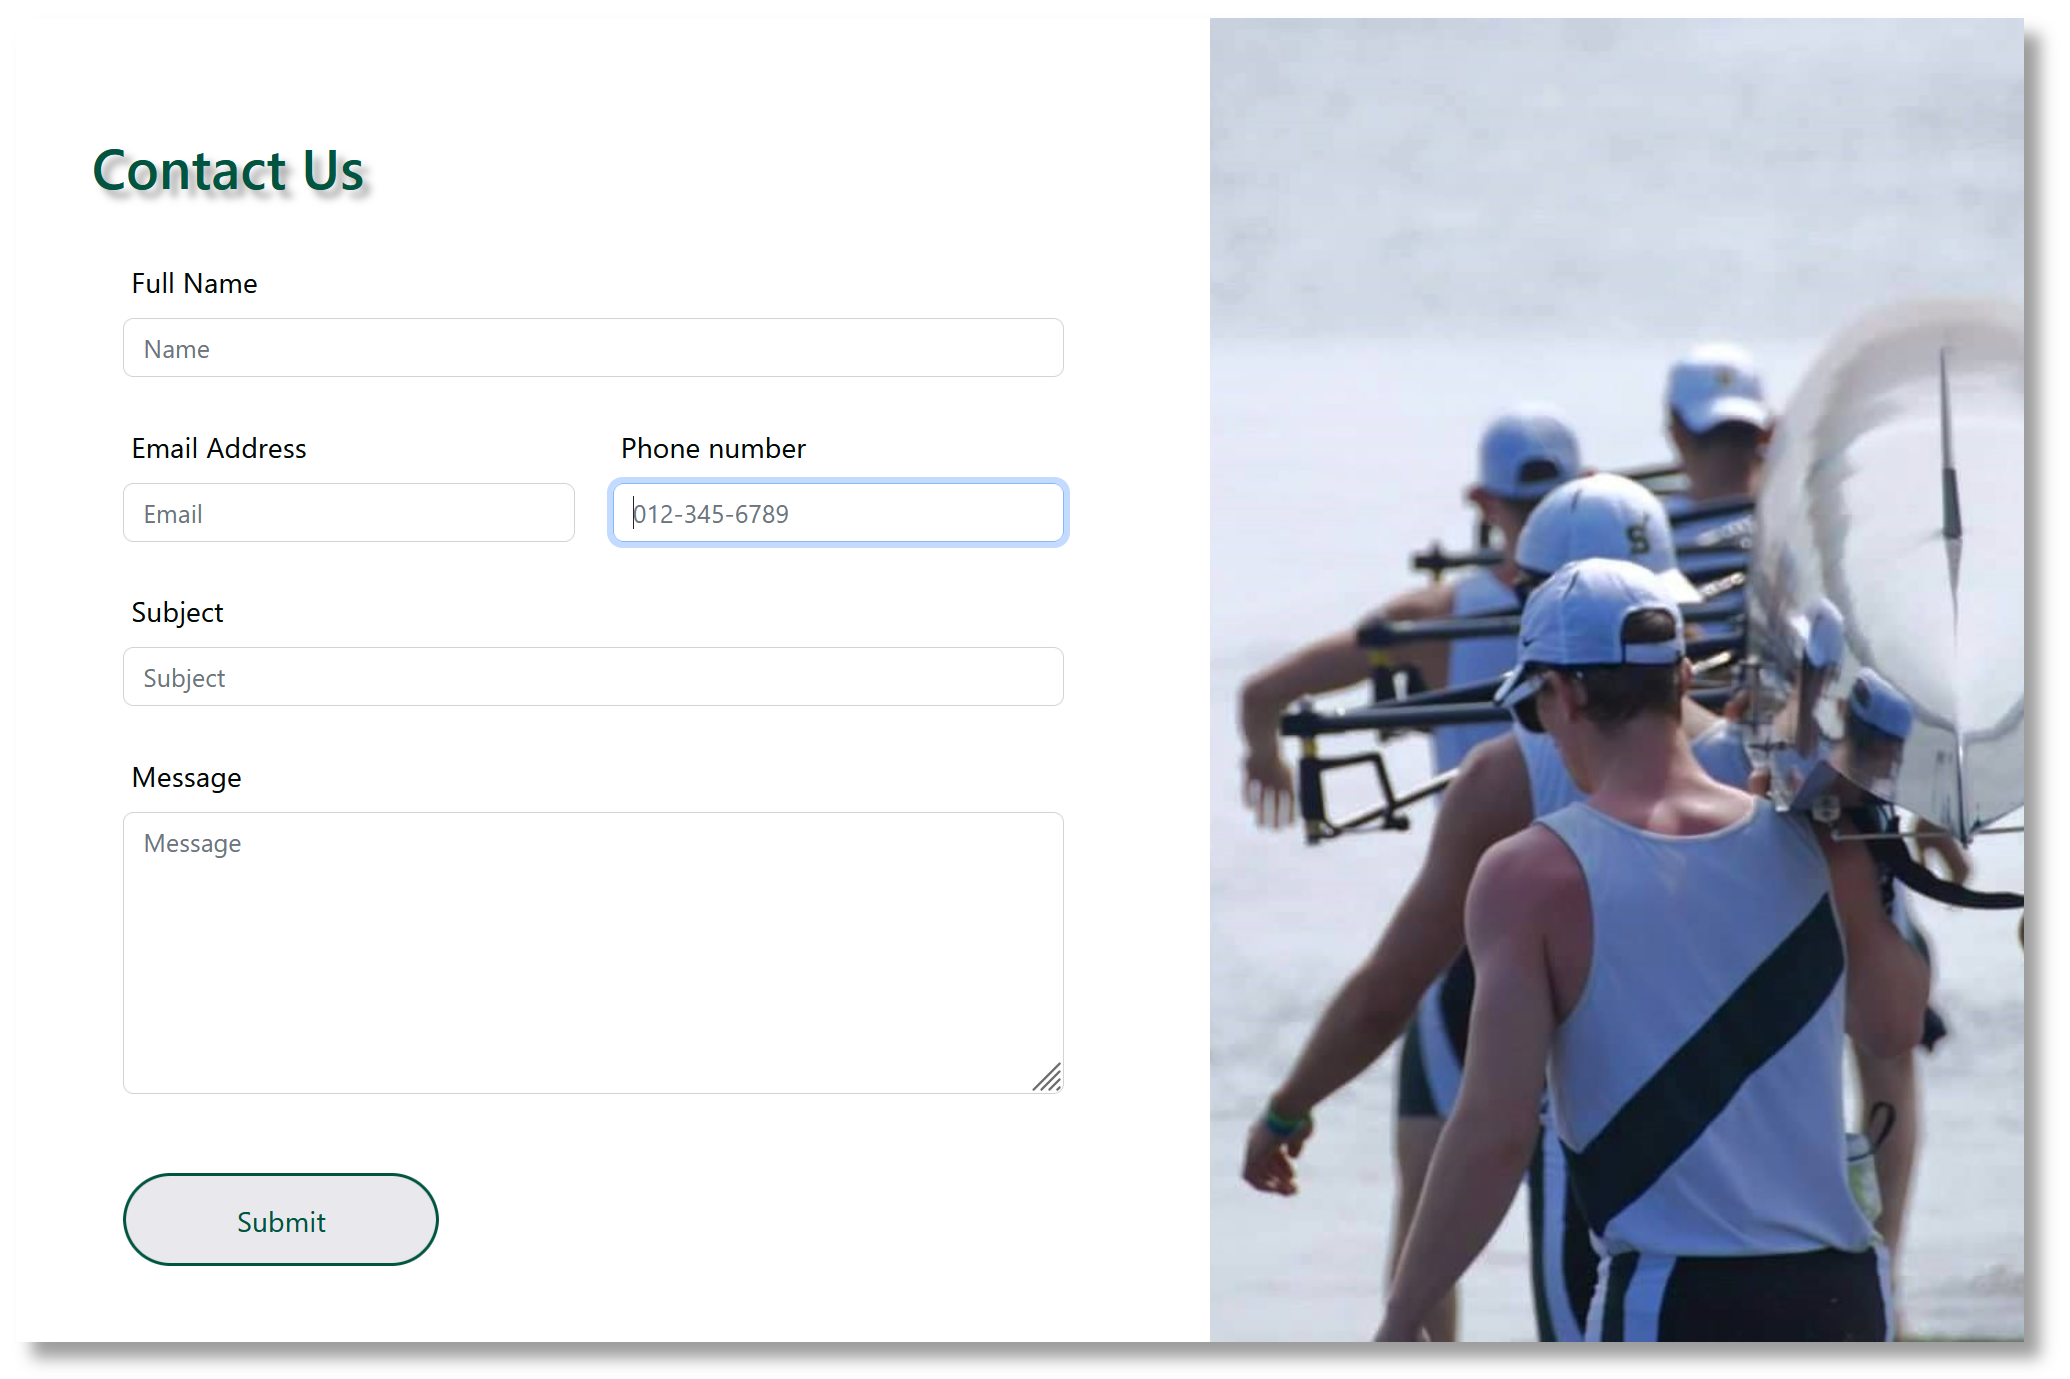 Contact Us
Full Name
Name
Email Address Phone number
Email 012-345-6789
Subject
Subject
Message
Message
Submit